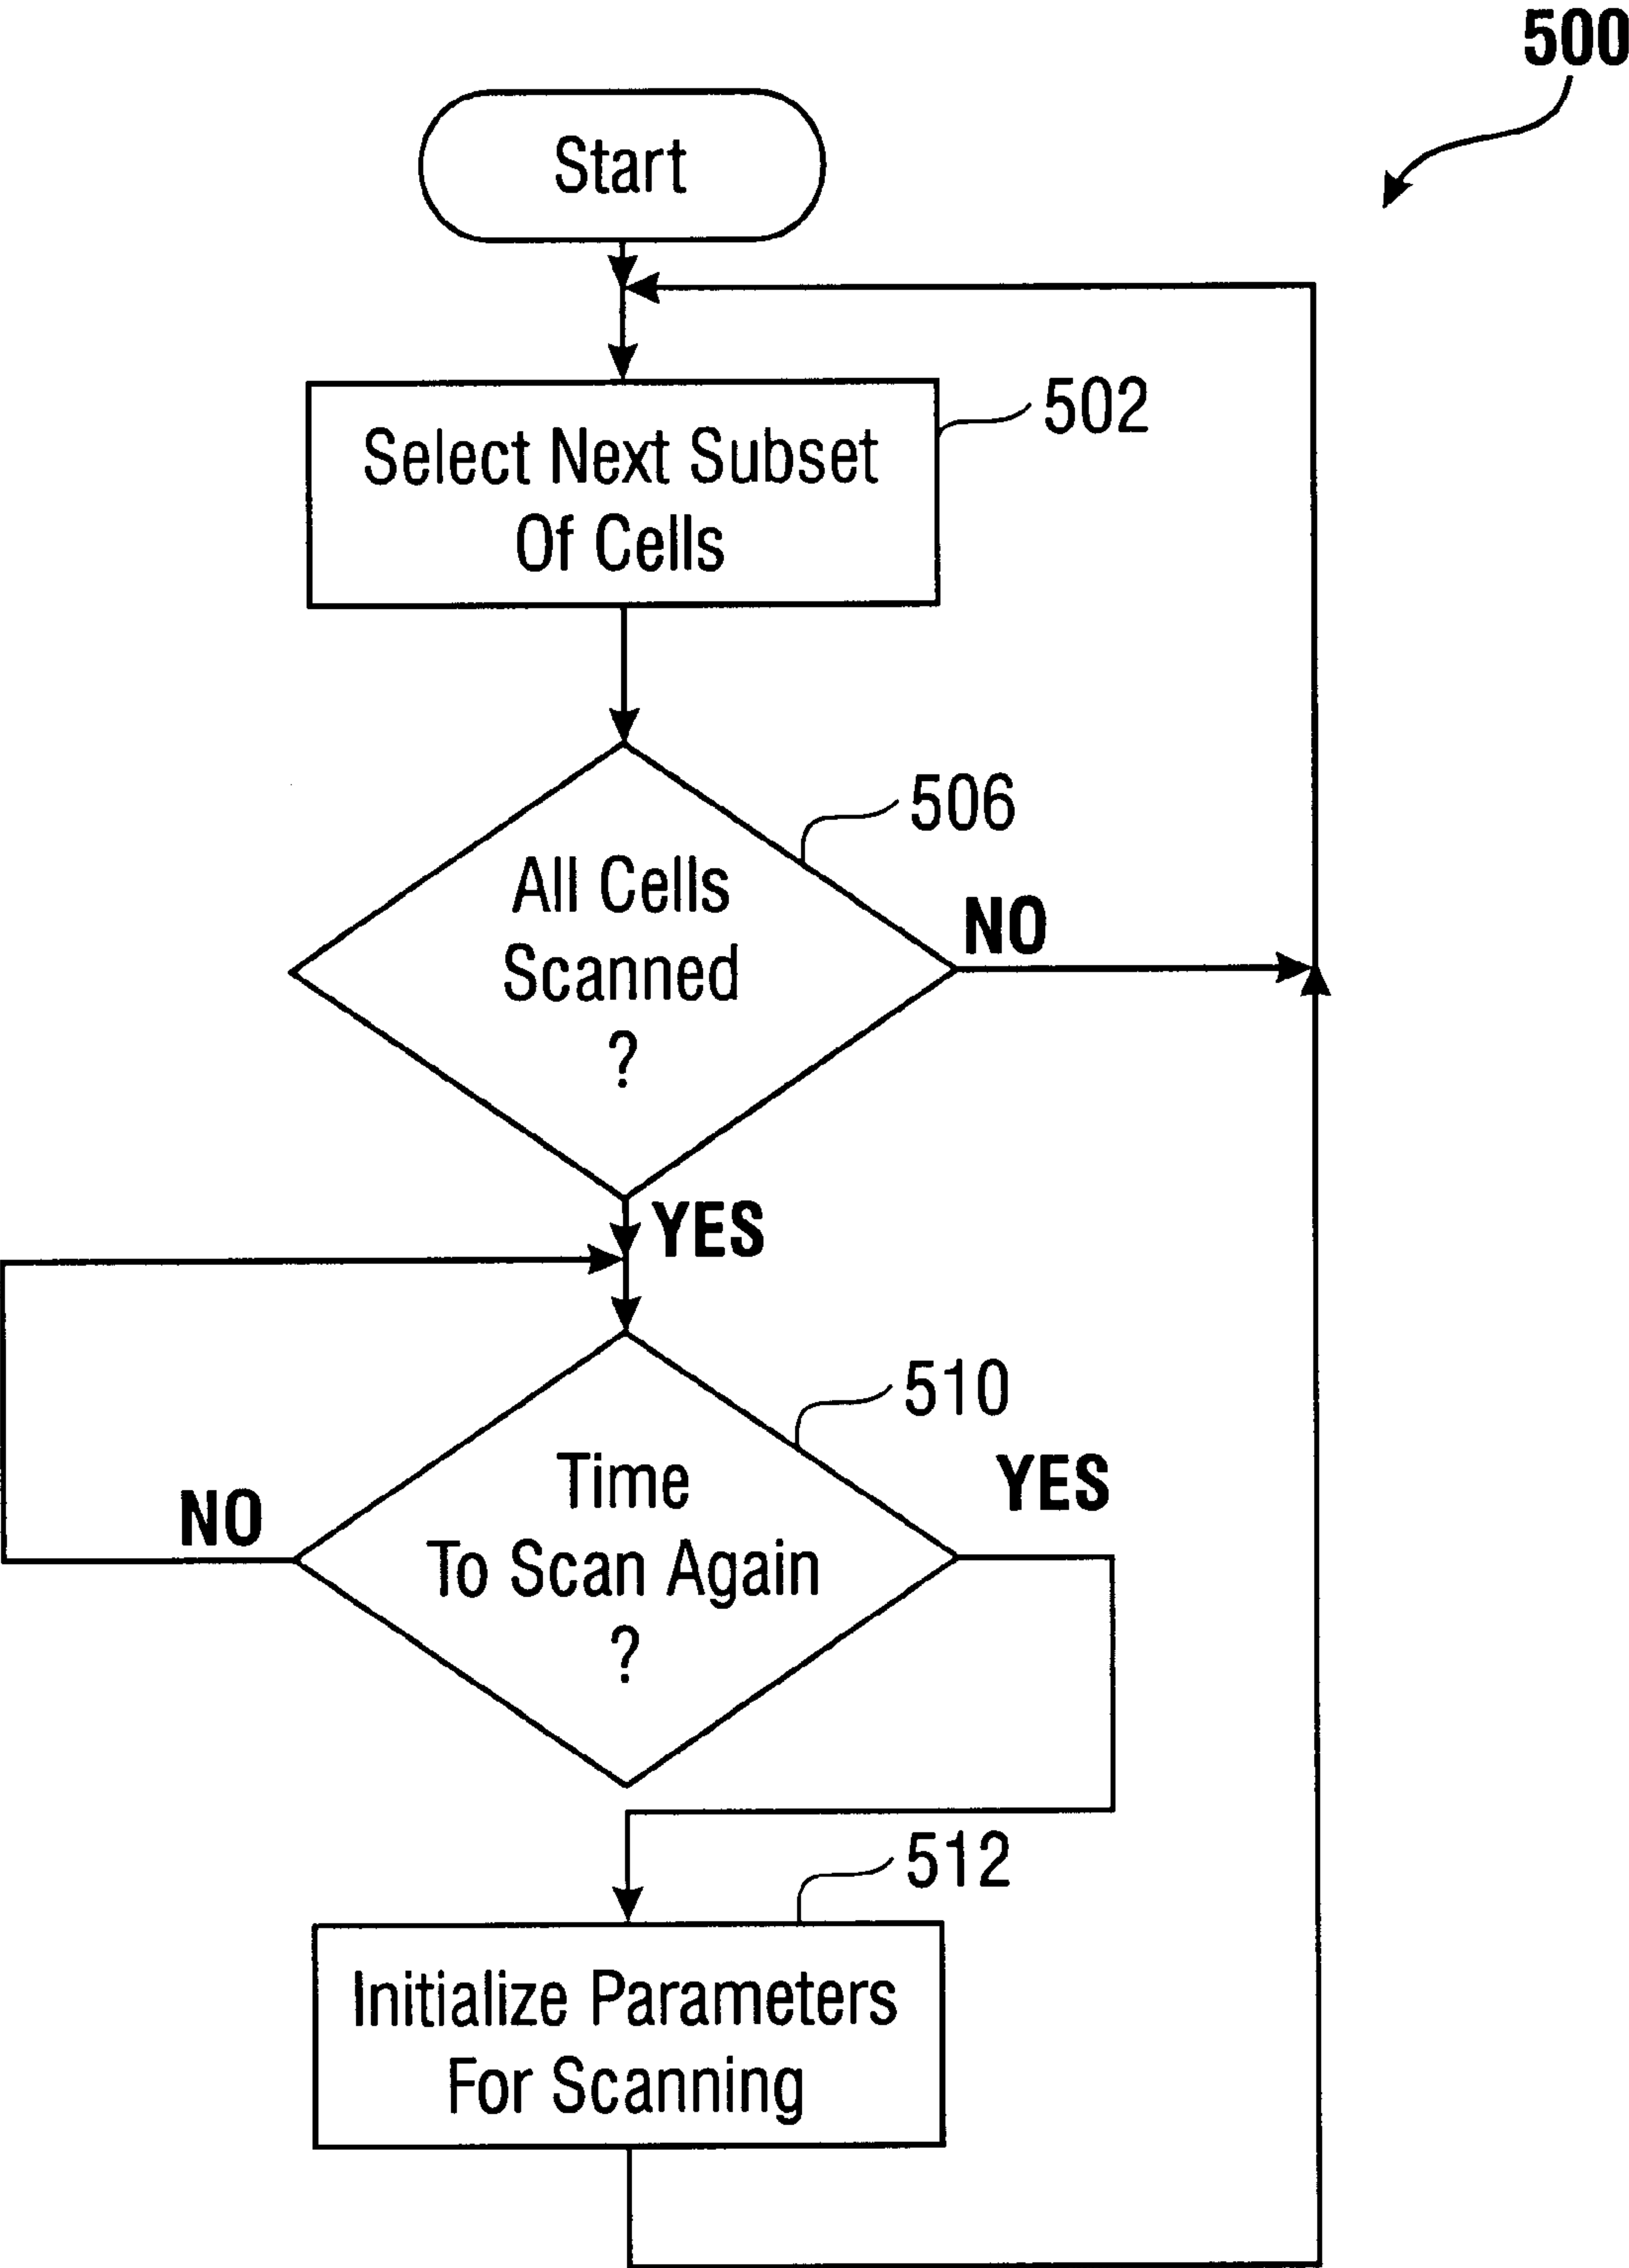 500
Start
502
Select Next Subset
Of Cells
506
All Cells
Scanned
?
NO
YES
510
Time
To Scan Again
?
YES
NO
512
Initialize Parameters
For Scanning